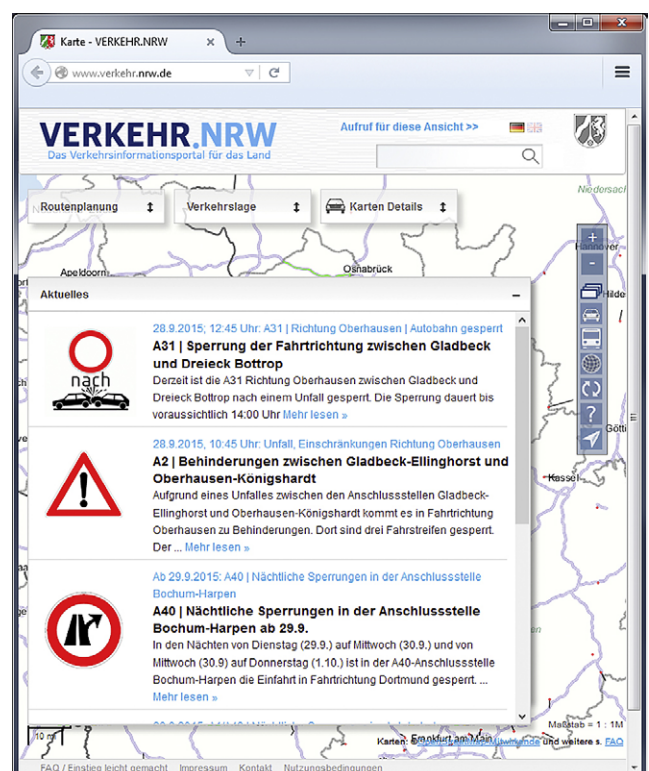 Karte - VERKEHR.NRW
www.verkehr.nrw.de
VERKEHR.NRW
Das Verkehrsinformationsportal für das Land
Aufruf für diese Ansicht >>
Routenplanung
Verkehrslage
Karten Details
Niedersach
Hannover
Apeldoorn
Osnabrück
Hilde
Aktuelles
28.9.2015; 12:45 Uhr: A31 | Richtung Oberhausen | Autobahn gesperrt
A31 | Sperrung der Fahrtrichtung zwischen Gladbeck
und Dreieck Bottrop
nach
Derzeit ist die A31 Richtung Oberhausen zwischen Gladbeck und
Dreieck Bottrop nach einem Unfall gesperrt. Die Sperrung dauert bis
voraussichtlich 14:00 Uhr Mehr lesen »
28.9.2015, 10:45 Uhr: Unfall, Einschränkungen Richtung Oberhausen
A2 | Behinderungen zwischen Gladbeck-Ellinghorst und
Oberhausen-Königshardt
Aufgrund eines Unfalles zwischen den Anschlussstellen Gladbeck-
Ellinghorst und Oberhausen-Königshardt kommt es in Fahrtrichtung
Oberhausen zu Behinderungen. Dort sind drei Fahrstreifen gesperrt.
Der ... Mehr lesen »
Götti
Kassel
Ab 29.9.2015: A40 | Nächtliche Sperrungen in der Anschlussstelle
Bochum-Harpen
A40 | Nächtliche Sperrungen in der Anschlussstelle
Bochum-Harpen ab 29.9.
In den Nächten von Dienstag (29.9.) auf Mittwoch (30.9.) und von
Mittwoch (30.9) auf Donnerstag (1.10.) ist in der A40-Anschlussstelle
Bochum-Harpen die Einfahrt in Fahrtrichtung Dortmund gesperrt. ...
Mehr lesen »
Maßstab = 1 : 1M
10 m
Frankfurt am Main
Karten: und weitere s. FAQ
FAQ / Einstieg leicht gemacht Impressum Kontakt Nutzungsbedingungen